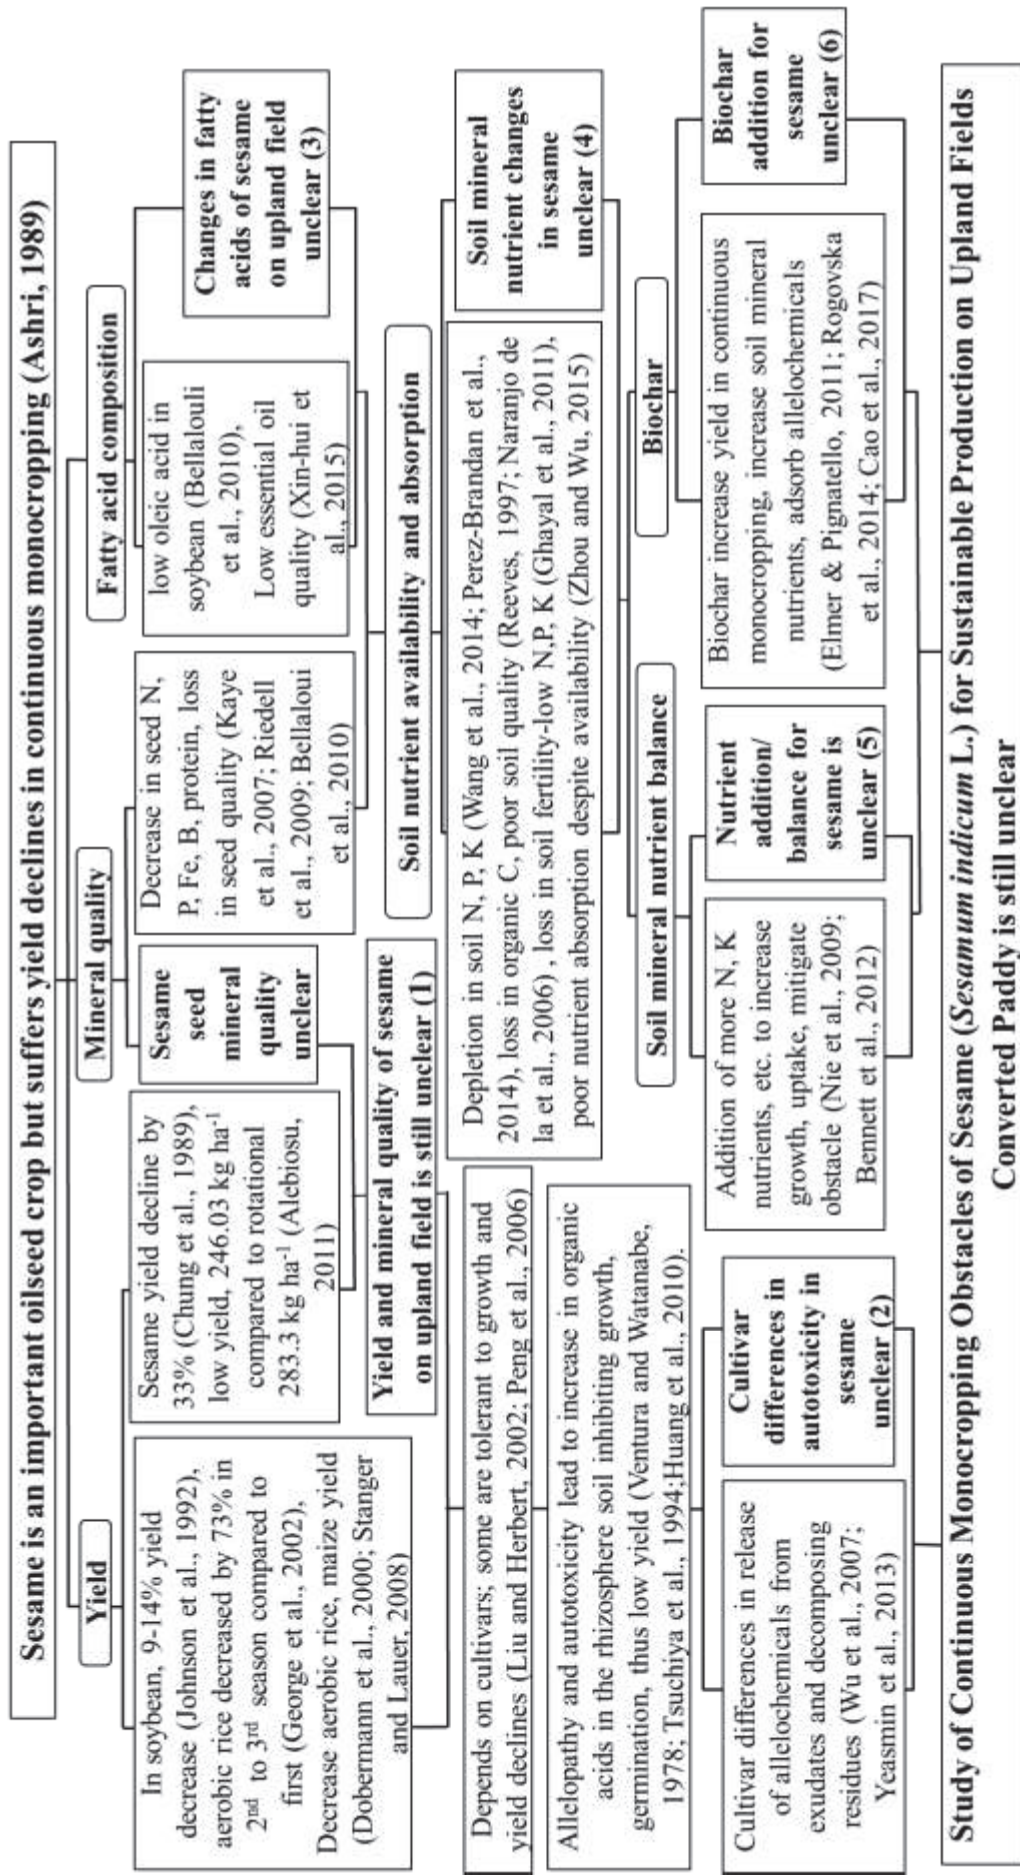 Sesame is an important oilseed crop but suffers yield declines in continuous monocropping (Ashri, 1989)
Yield
Mineral quality
Fatty acid composition
In soybean, 9-14% yield
decrease (Johnson et al., 1992),
aerobic rice decreased by 73% in
2nd to 3rd season compared to
first (George et al., 2002),
Decrease aerobic rice, maize yield
(Dobermann et al., 2000; Stanger
and Lauer, 2008)
Sesame yield decline by
33% (Chung et al., 1989),
low yield, 246.03 kg ha-1
compared to rotational
283.3 kg ha-1 (Alebiosu,
2011)
Sesame
seed
mineral
quality
unclear
Decrease in seed N,
P, Fe, B, protein, loss
in seed quality (Kaye
et al., 2007; Riedell
et al., 2009; Bellaloui
et al., 2010)
low oleic acid in
soybean (Bellalouli
et al., 2010),
Low essential oil
quality (Xin-hui et
al., 2015)
Changes in fatty
acids of sesame
on upland field
unclear (3)
Yield and mineral quality of sesame
on upland field is still unclear (1)
Soil nutrient availability and absorption
Depends on cultivars; some are tolerant to growth and
yield declines (Liu and Herbert, 2002; Peng et al., 2006)
Depletion in soil N, P, K (Wang et al., 2014; Perez-Brandan et al.,
2014), loss in organic C, poor soil quality (Reeves, 1997; Naranjo de
la et al., 2006) , loss in soil fertility-low N,P, K (Ghayal et al., 2011),
poor nutrient absorption despite availability (Zhou and Wu, 2015)
Soil mineral
nutrient changes
in sesame
unclear (4)
Allelopathy and autotoxicity lead to increase in organic
acids in the rhizosphere soil inhibiting growth,
germination, thus low yield (Ventura and Watanabe,
1978; Tsuchiya et al., 1994;Huang et al., 2010).
Soil mineral nutrient balance
Biochar
Cultivar differences in release
of allelochemicals from
exudates and decomposing
residues (Wu et al., 2007;
Yeasmin et al., 2013)
Cultivar
differences in
autotoxicity in
sesame
unclear (2)
Addition of more N, K
nutrients, etc. to increase
growth, uptake, mitigate
obstacle (Nie et al., 2009;
Bennett et al., 2012)
Nutrient
addition/
balance for
sesame is
unclear (5)
Biochar increase yield in continuous
monocropping, increase soil mineral
nutrients, adsorb allelochemicals
(Elmer & Pignatello, 2011; Rogovska
et al., 2014; Cao et al., 2017)
Biochar
addition for
sesame
unclear (6)
Study of Continuous Monocropping Obstacles of Sesame (Sesamum indicum L.) for Sustainable Production on Upland Fields
Converted Paddy is still unclear